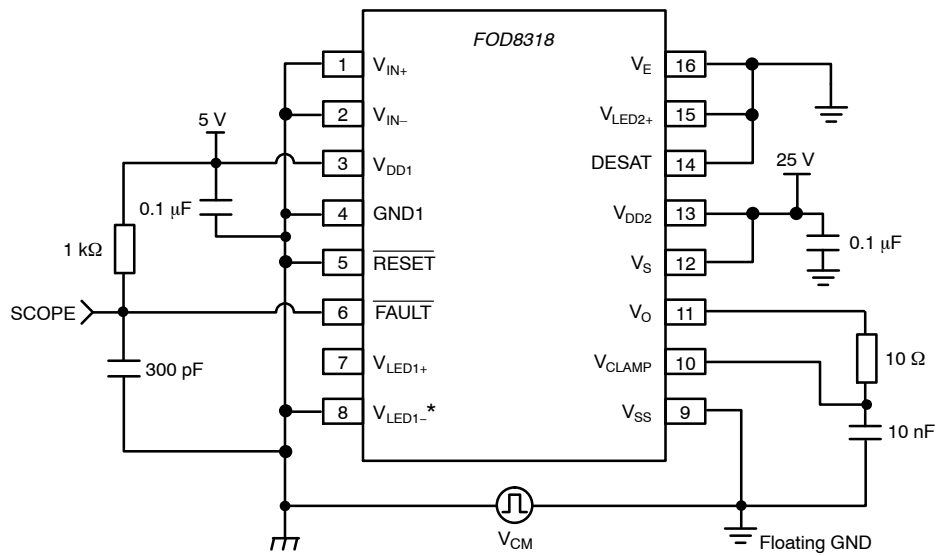 FOD8318
1 V_IN+
2 V_IN–
3 V_DD1
4 GND1
5 RESET
6 FAULT
7 V_LED1+
8 V_LED1–*
V_E 16
V_LED2+ 15
DESAT 14
V_DD2 13
V_S 12
V_O 11
V_CLAMP 10
V_SS 9
5 V
0.1 μF
1 kΩ
SCOPE
300 pF
25 V
0.1 μF
10 Ω
10 nF
V_CM
Floating GND